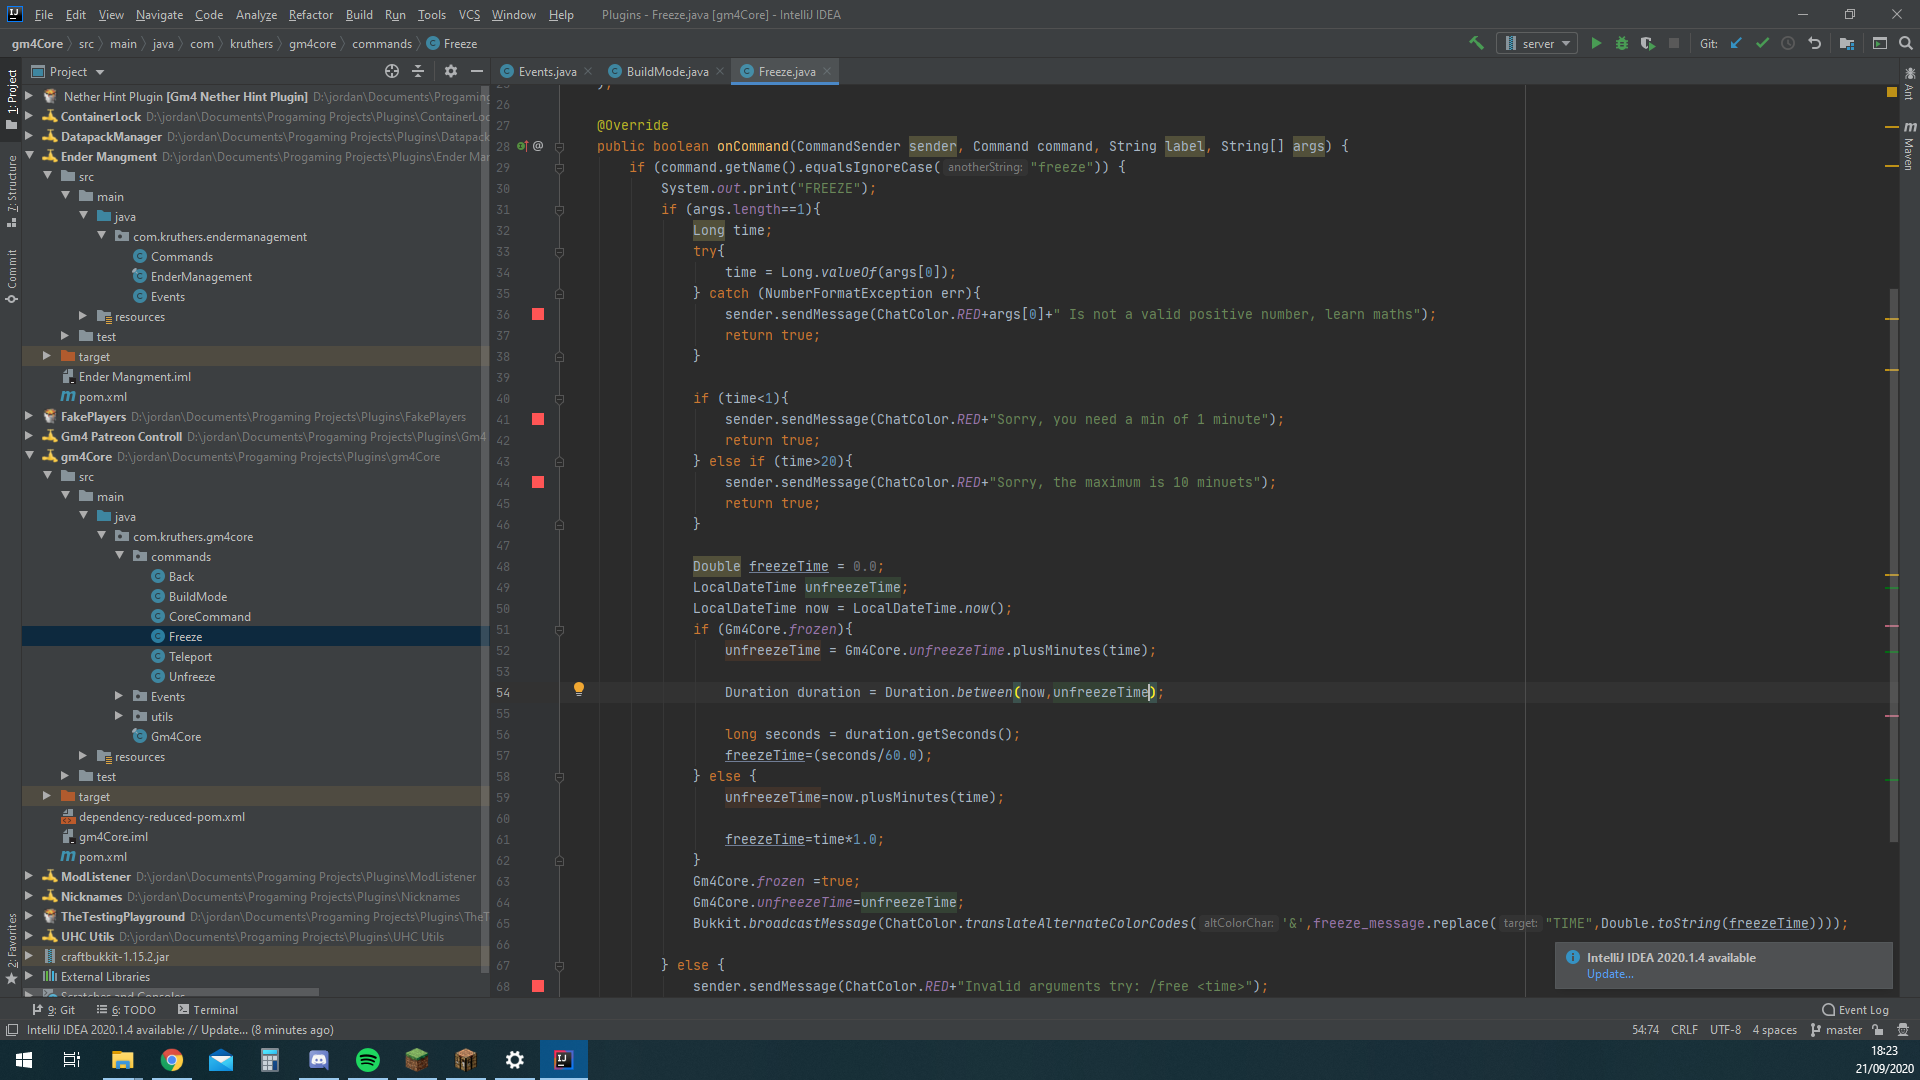 File Edit View Navigate Code Analyze Refactor Build Run Tools VCS Window Help Plugins - Freeze.java [gm4Core] - IntelliJ IDEA
gm4Core src main java com kruthers gm4core commands Freeze
server Git:
Project
Events.java BuildMode.java Freeze.java
1: Project
7: Structure
Commit
2: Favorites
Ant
Maven
Nether Hint Plugin [Gm4 Nether Hint Plugin] D:\jordan\Documents\Progaming
ContainerLock D:\jordan\Documents\Progaming Projects\Plugins\ContainerLoc
DatapackManager D:\jordan\Documents\Progaming Projects\Plugins\Datapack
Ender Mangment D:\jordan\Documents\Progaming Projects\Plugins\Ender Mar
src
main
java
com.kruthers.endermanagement
Commands
EnderManagement
Events
resources
test
target
Ender Mangment.iml
pom.xml
FakePlayers D:\jordan\Documents\Progaming Projects\Plugins\FakePlayers
Gm4 Patreon Controll D:\jordan\Documents\Progaming Projects\Plugins\Gm4
gm4Core D:\jordan\Documents\Progaming Projects\Plugins\gm4Core
src
main
java
com.kruthers.gm4core
commands
Back
BuildMode
CoreCommand
Freeze
Teleport
Unfreeze
Events
utils
Gm4Core
resources
test
target
dependency-reduced-pom.xml
gm4Core.iml
pom.xml
ModListener D:\jordan\Documents\Progaming Projects\Plugins\ModListener
Nicknames D:\jordan\Documents\Progaming Projects\Plugins\Nicknames
TheTestingPlayground D:\jordan\Documents\Progaming Projects\Plugins\TheT
UHC Utils D:\jordan\Documents\Progaming Projects\Plugins\UHC Utils
craftbukkit-1.15.2.jar
External Libraries
Scratches and Consoles
25 };
26
27 @Override
28 @ public boolean onCommand(CommandSender sender, Command command, String label, String[] args) {
29 if (command.getName().equalsIgnoreCase( anotherString: "freeze")) {
30 System.out.print("FREEZE");
31 if (args.length==1){
32 Long time;
33 try{
34 time = Long.valueOf(args[0]);
35 } catch (NumberFormatException err){
36 sender.sendMessage(ChatColor.RED+args[0]+" Is not a valid positive number, learn maths");
37 return true;
38 }
39
40 if (time<1){
41 sender.sendMessage(ChatColor.RED+"Sorry, you need a min of 1 minute");
42 return true;
43 } else if (time>20){
44 sender.sendMessage(ChatColor.RED+"Sorry, the maximum is 10 minuets");
45 return true;
46 }
47
48 Double freezeTime = 0.0;
49 LocalDateTime unfreezeTime;
50 LocalDateTime now = LocalDateTime.now();
51 if (Gm4Core.frozen){
52 unfreezeTime = Gm4Core.unfreezeTime.plusMinutes(time);
53
54 Duration duration = Duration.between(now,unfreezeTime);
55
56 long seconds = duration.getSeconds();
57 freezeTime=(seconds/60.0);
58 } else {
59 unfreezeTime=now.plusMinutes(time);
60
61 freezeTime=time*1.0;
62 }
63 Gm4Core.frozen =true;
64 Gm4Core.unfreezeTime=unfreezeTime;
65 Bukkit.broadcastMessage(ChatColor.translateAlternateColorCodes( altColorChar: '&',freeze_message.replace( target: "TIME",Double.toString(freezeTime))));
66
67 } else {
68 sender.sendMessage(ChatColor.RED+"Invalid arguments try: /free <time>");
IntelliJ IDEA 2020.1.4 available
Update...
9: Git 6: TODO Terminal Event Log
IntelliJ IDEA 2020.1.4 available: // Update... (8 minutes ago) 54:74 CRLF UTF-8 4 spaces master
18:23
21/09/2020